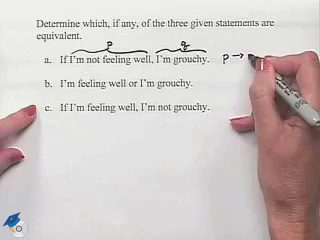 Determine which, if any, of the three given statements are
equivalent.
p q
a. If I'm not feeling well, I'm grouchy. p →
b. I'm feeling well or I'm grouchy.
c. If I'm feeling well, I'm not grouchy.